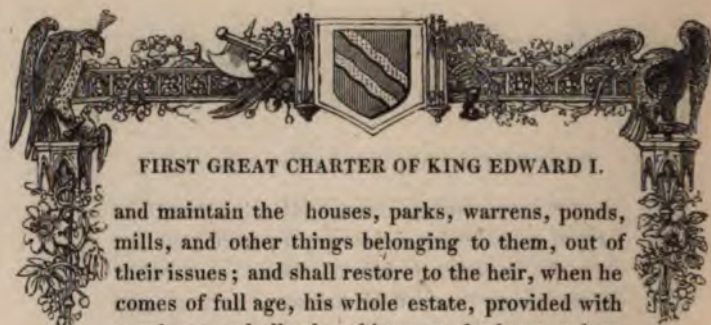 FIRST GREAT CHARTER OF KING EDWARD I.
and maintain the houses, parks, warrens, ponds,
mills, and other things belonging to them, out of
their issues; and shall restore to the heir, when he
comes of full age, his whole estate, provided with